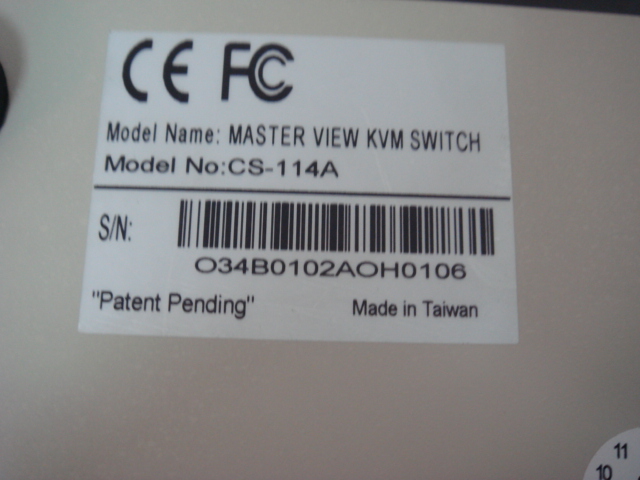 CE FC
Model Name: MASTER VIEW KVM SWITCH
Model No:CS-114A
S/N:
O34B0102AOH0106
"Patent Pending" Made in Taiwan
11
10